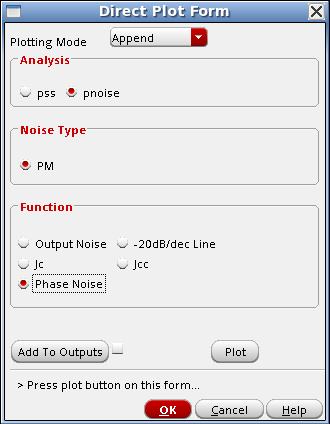 Direct Plot Form
Plotting Mode Append
Analysis
pss pnoise
Noise Type
PM
Function
Output Noise -20dB/dec Line
Jc Jcc
Phase Noise
Add To Outputs Plot
> Press plot button on this form...
OK Cancel Help